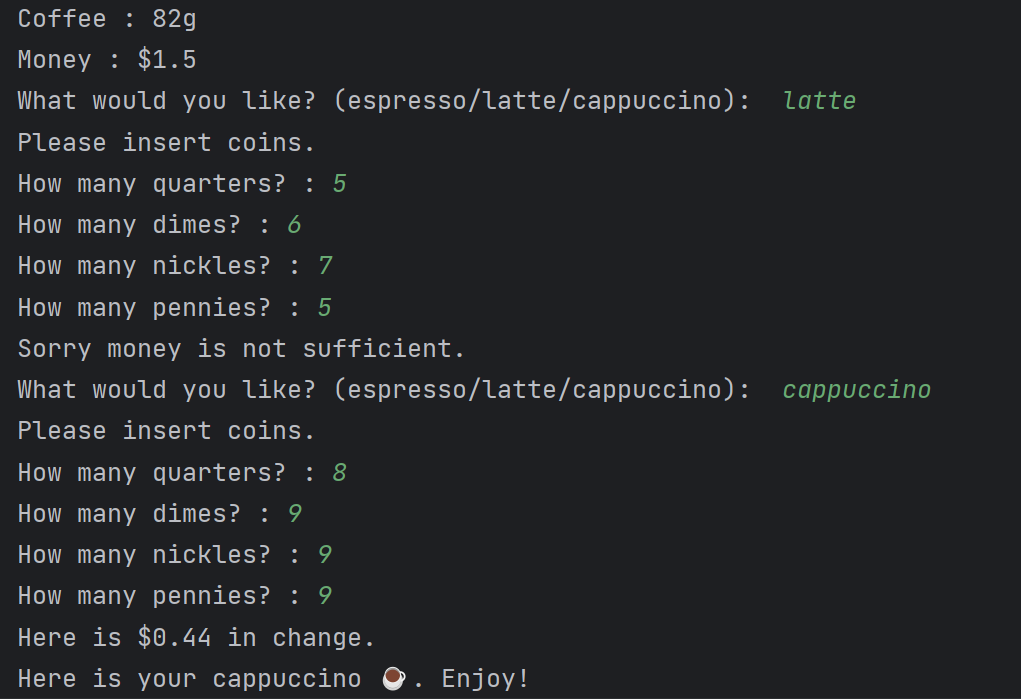 Coffee : 82g
Money : $1.5
What would you like? (espresso/latte/cappuccino):  latte
Please insert coins.
How many quarters? : 5
How many dimes? : 6
How many nickles? : 7
How many pennies? : 5
Sorry money is not sufficient.
What would you like? (espresso/latte/cappuccino):  cappuccino
Please insert coins.
How many quarters? : 8
How many dimes? : 9
How many nickles? : 9
How many pennies? : 9
Here is $0.44 in change.
Here is your cappuccino ☕. Enjoy!